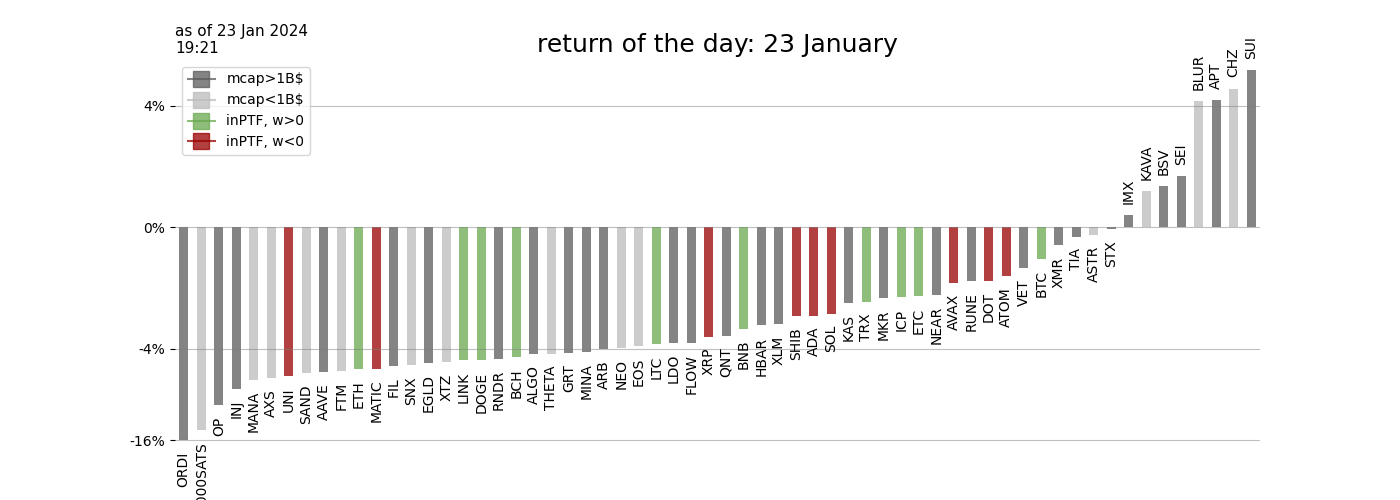 as of 23 Jan 2024
19:21
return of the day: 23 January
mcap>1B$
mcap<1B$
inPTF, w>0
inPTF, w<0
4%
0%
-4%
-16%
ORDI
000SATS
OP
INJ
MANA
AXS
UNI
SAND
AAVE
FTM
ETH
MATIC
FIL
SNX
EGLD
XTZ
LINK
DOGE
RNDR
BCH
ALGO
THETA
GRT
MINA
ARB
NEO
EOS
LTC
LDO
FLOW
XRP
QNT
BNB
HBAR
XLM
SHIB
ADA
SOL
KAS
TRX
MKR
ICP
ETC
NEAR
AVAX
RUNE
DOT
ATOM
VET
BTC
XMR
TIA
ASTR
STX
IMX
KAVA
BSV
SEI
BLUR
APT
CHZ
SUI